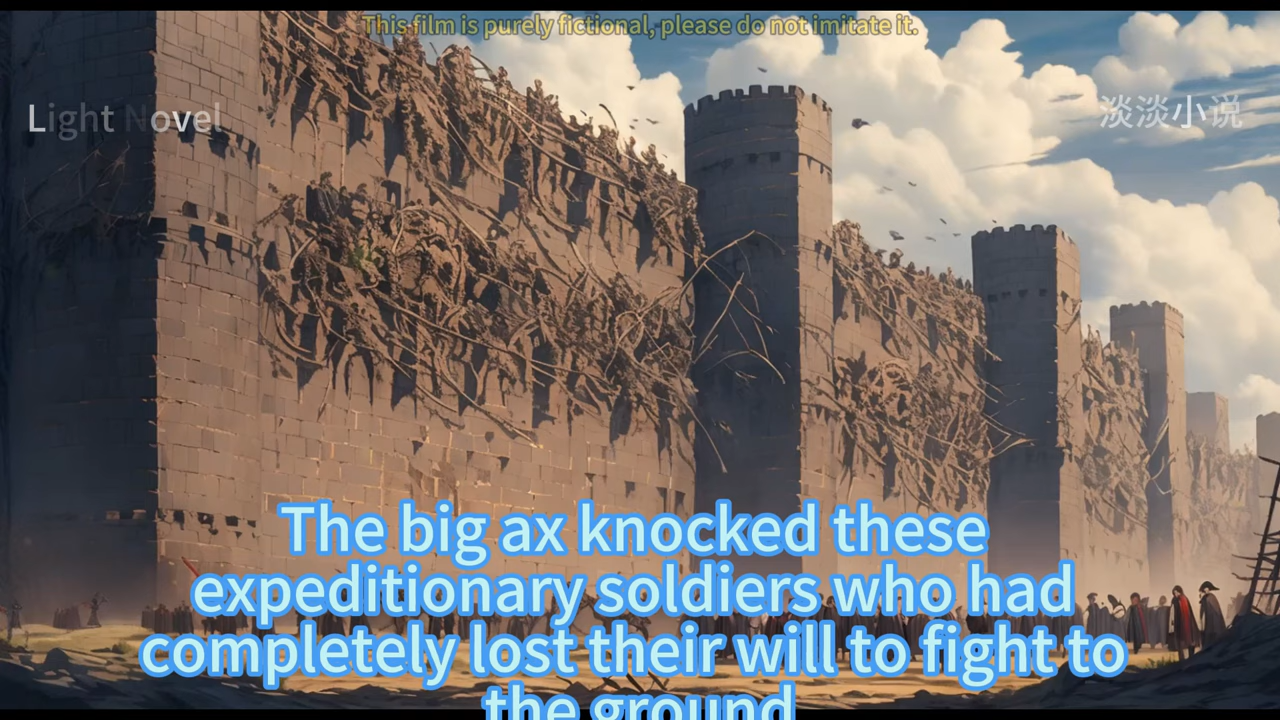 This film is purely fictional, please do not imitate it.
Light Novel
淡淡小说
The big ax knocked these
expeditionary soldiers who had
completely lost their will to fight to
the ground